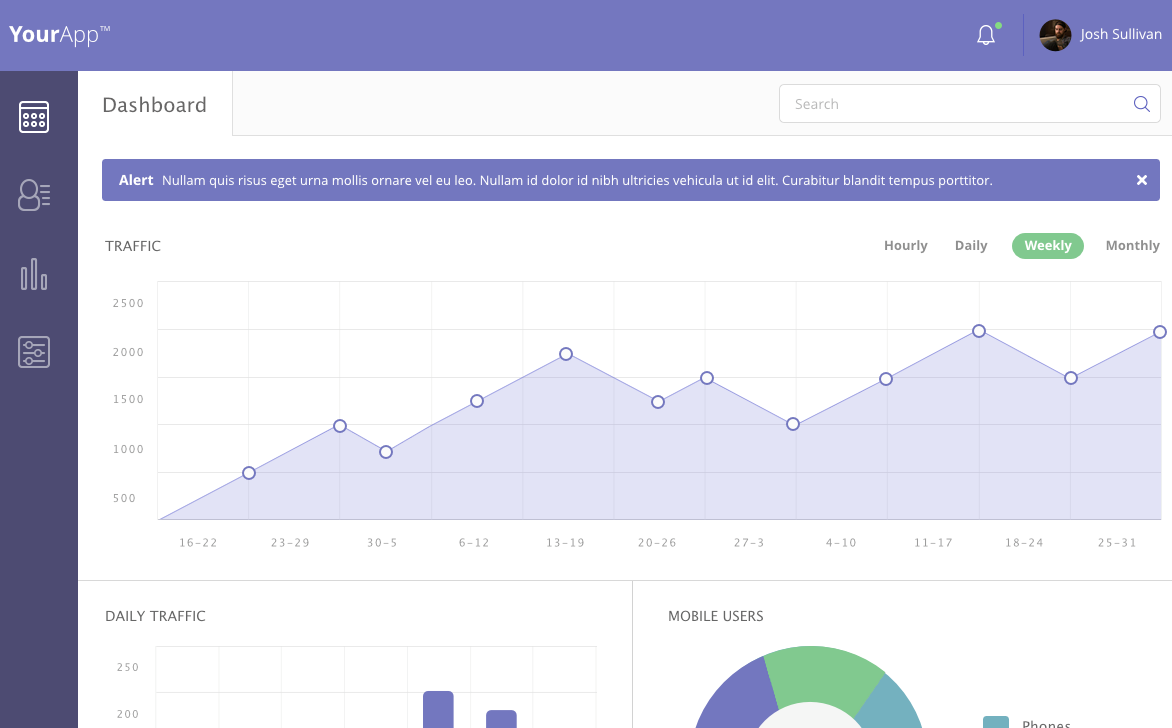 YourApp™
Josh Sullivan
Dashboard
Search
Alert Nullam quis risus eget urna mollis ornare vel eu leo. Nullam id dolor id nibh ultricies vehicula ut id elit. Curabitur blandit tempus porttitor.
TRAFFIC
Hourly Daily Weekly Monthly
2500
2000
1500
1000
500
16–22 23–29 30–5 6–12 13–19 20–26 27–3 4–10 11–17 18–24 25–31
DAILY TRAFFIC
250
200
MOBILE USERS
Phones